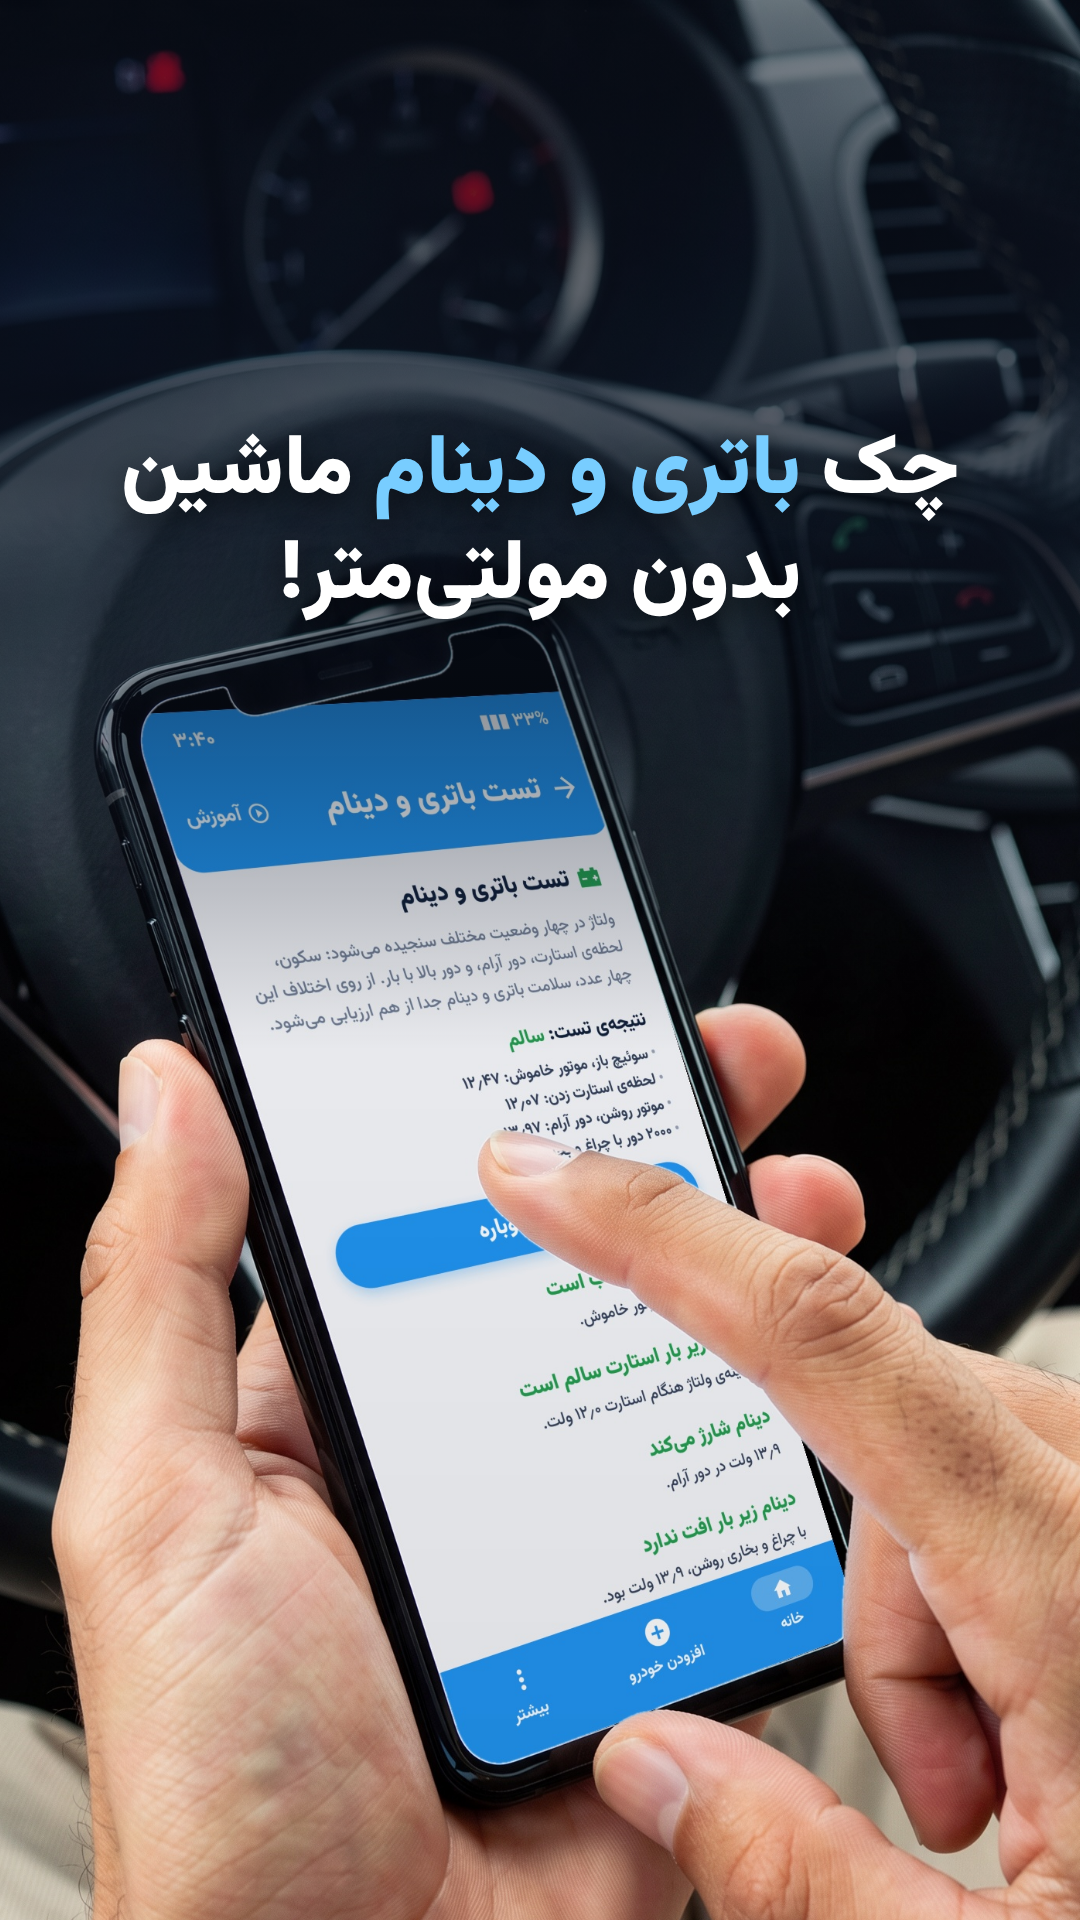 چک باتری و دینام ماشین
بدون مولتی‌متر!
۳:۴۰
۳۳%
تست باتری و دینام
آموزش
تست باتری و دینام
ولتاژ در چهار وضعیت مختلف سنجیده می‌شود: سکون،
لحظه‌ی استارت، دور آرام، و دور بالا با بار. از روی اختلاف این
چهار عدد، سلامت باتری و دینام جدا از هم ارزیابی می‌شود.
نتیجه‌ی تست: سالم
سوئیچ باز، موتور خاموش: ۱۲٫۴۷
لحظه‌ی استارت زدن: ۱۲٫۰۷
موتور روشن، دور آرام: ۱۳٫۹۷
۲۰۰۰ دور با چراغ و
است
خاموش.
زیر بار استارت سالم است
ولتاژ هنگام استارت ۱۲٫۰ ولت.
دینام شارژ می‌کند
۱۳٫۹ ولت در دور آرام.
دینام زیر بار افت ندارد
با چراغ و بخاری روشن، ۱۳٫۹ ولت بود.
خانه
افزودن خودرو
بیشتر